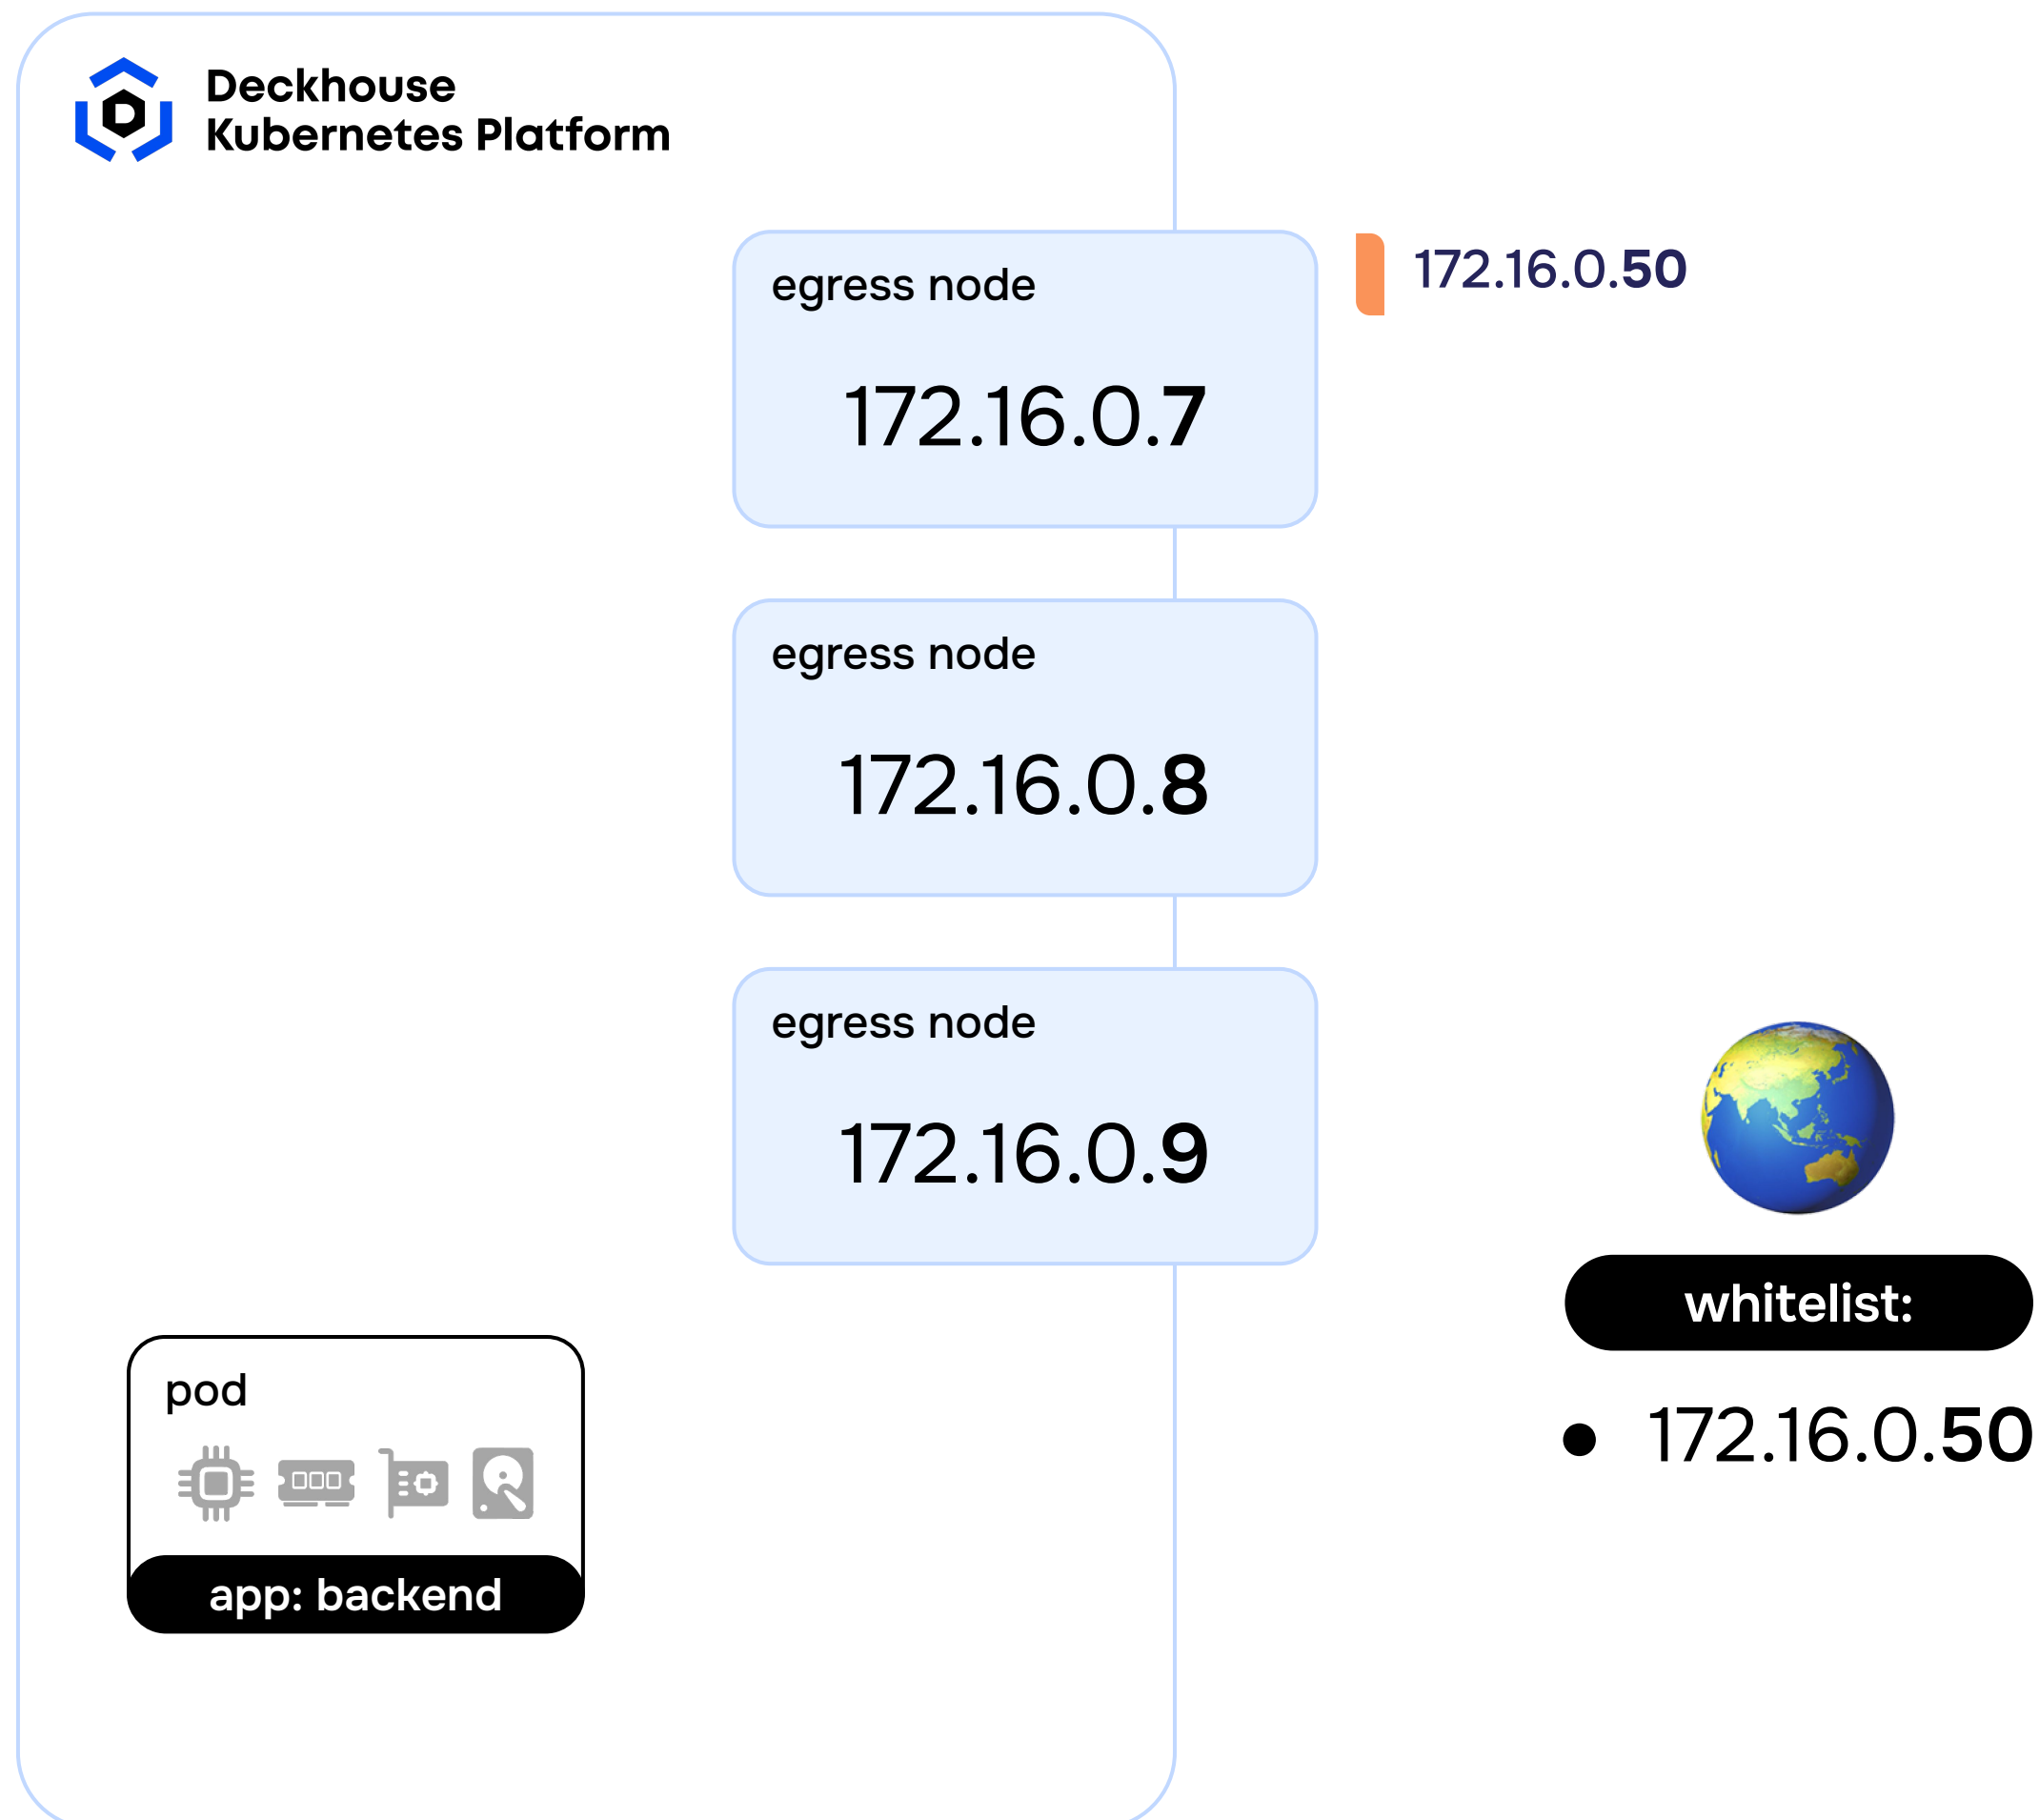 Deckhouse
Kubernetes Platform
egress node
172.16.0.7
172.16.0.50
egress node
172.16.0.8
egress node
172.16.0.9
whitelist:
• 172.16.0.50
pod
app: backend